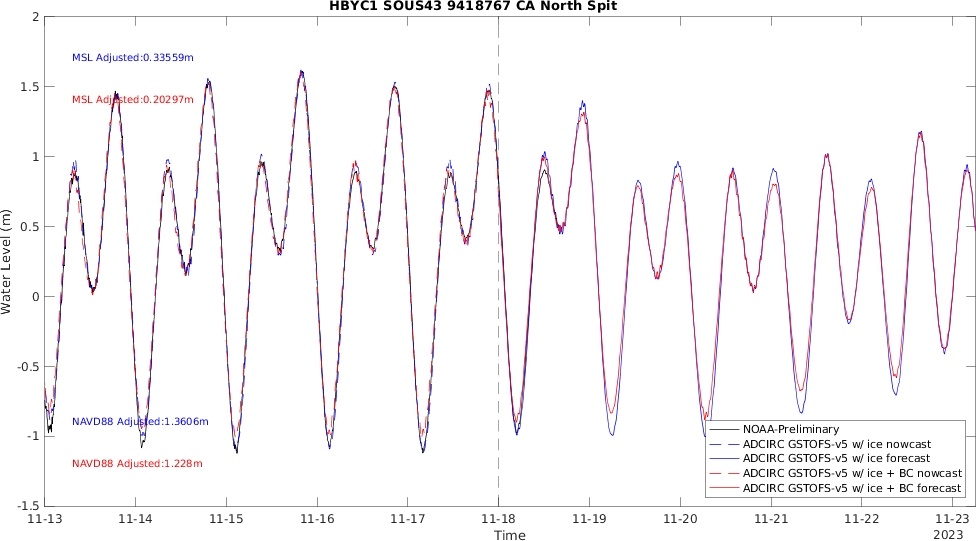 HBYC1 SOUS43 9418767 CA North Spit
2
1.5
1
0.5
0
-0.5
-1
-1.5
Water Level (m)
MSL Adjusted:0.33559m
MSL Adjusted:0.20297m
NAVD88 Adjusted:1.3606m
NAVD88 Adjusted:1.228m
NOAA-Preliminary
ADCIRC GSTOFS-v5 w/ ice nowcast
ADCIRC GSTOFS-v5 w/ ice forecast
ADCIRC GSTOFS-v5 w/ ice + BC nowcast
ADCIRC GSTOFS-v5 w/ ice + BC forecast
11-13 11-14 11-15 11-16 11-17 11-18 11-19 11-20 11-21 11-22 11-23
Time
2023